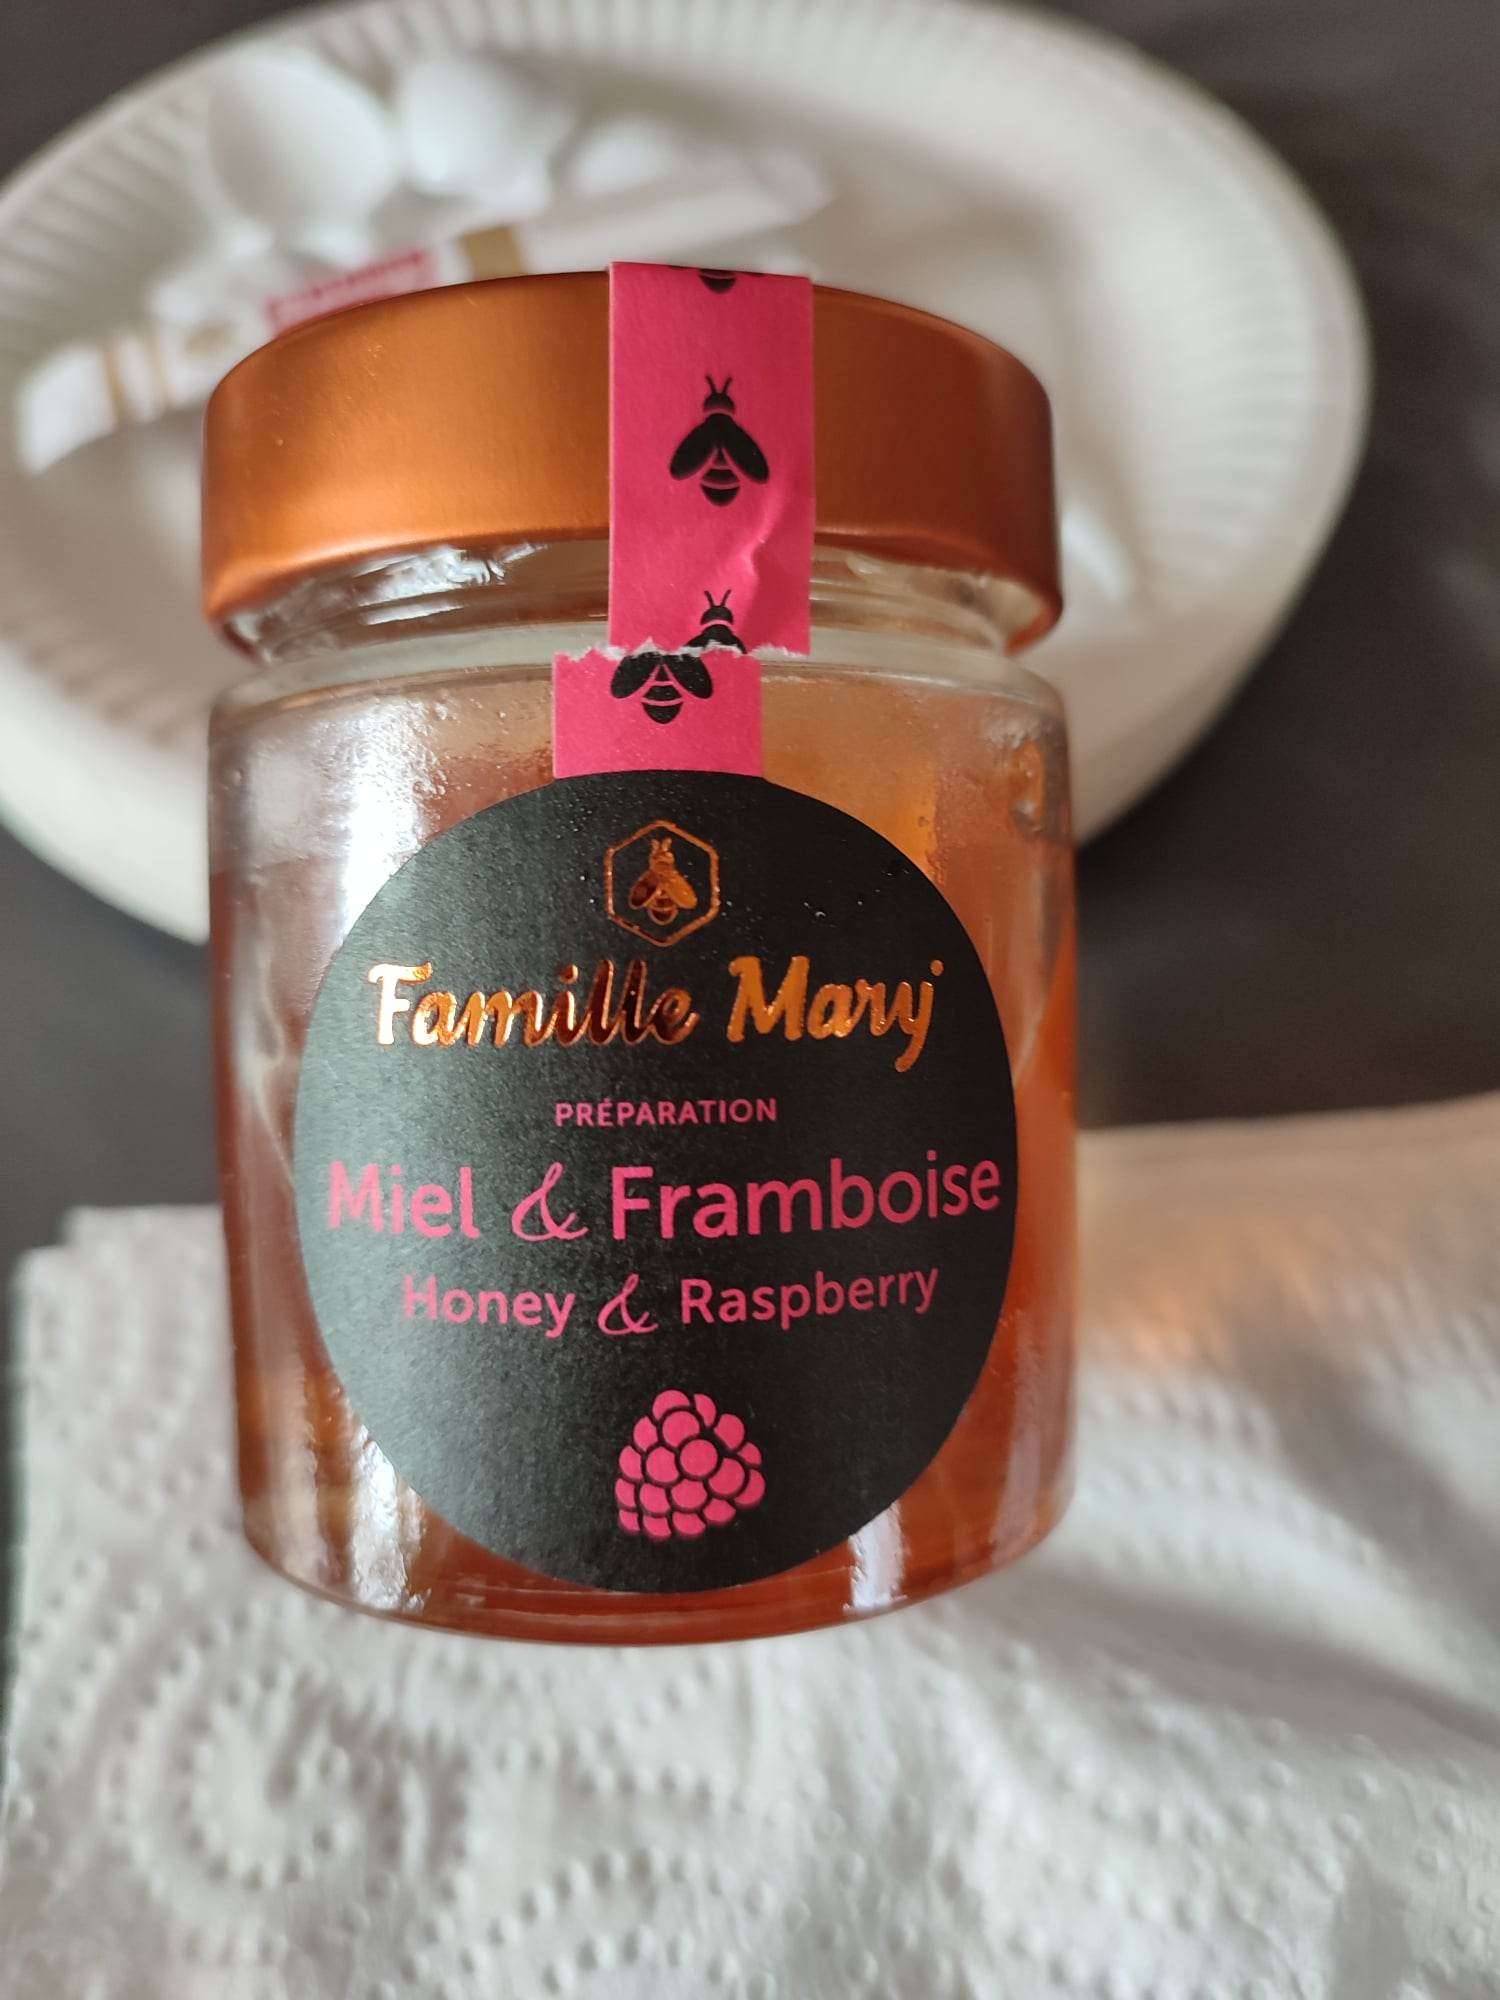 Famille Mary
PRÉPARATION
Miel & Framboise
Honey & Raspberry